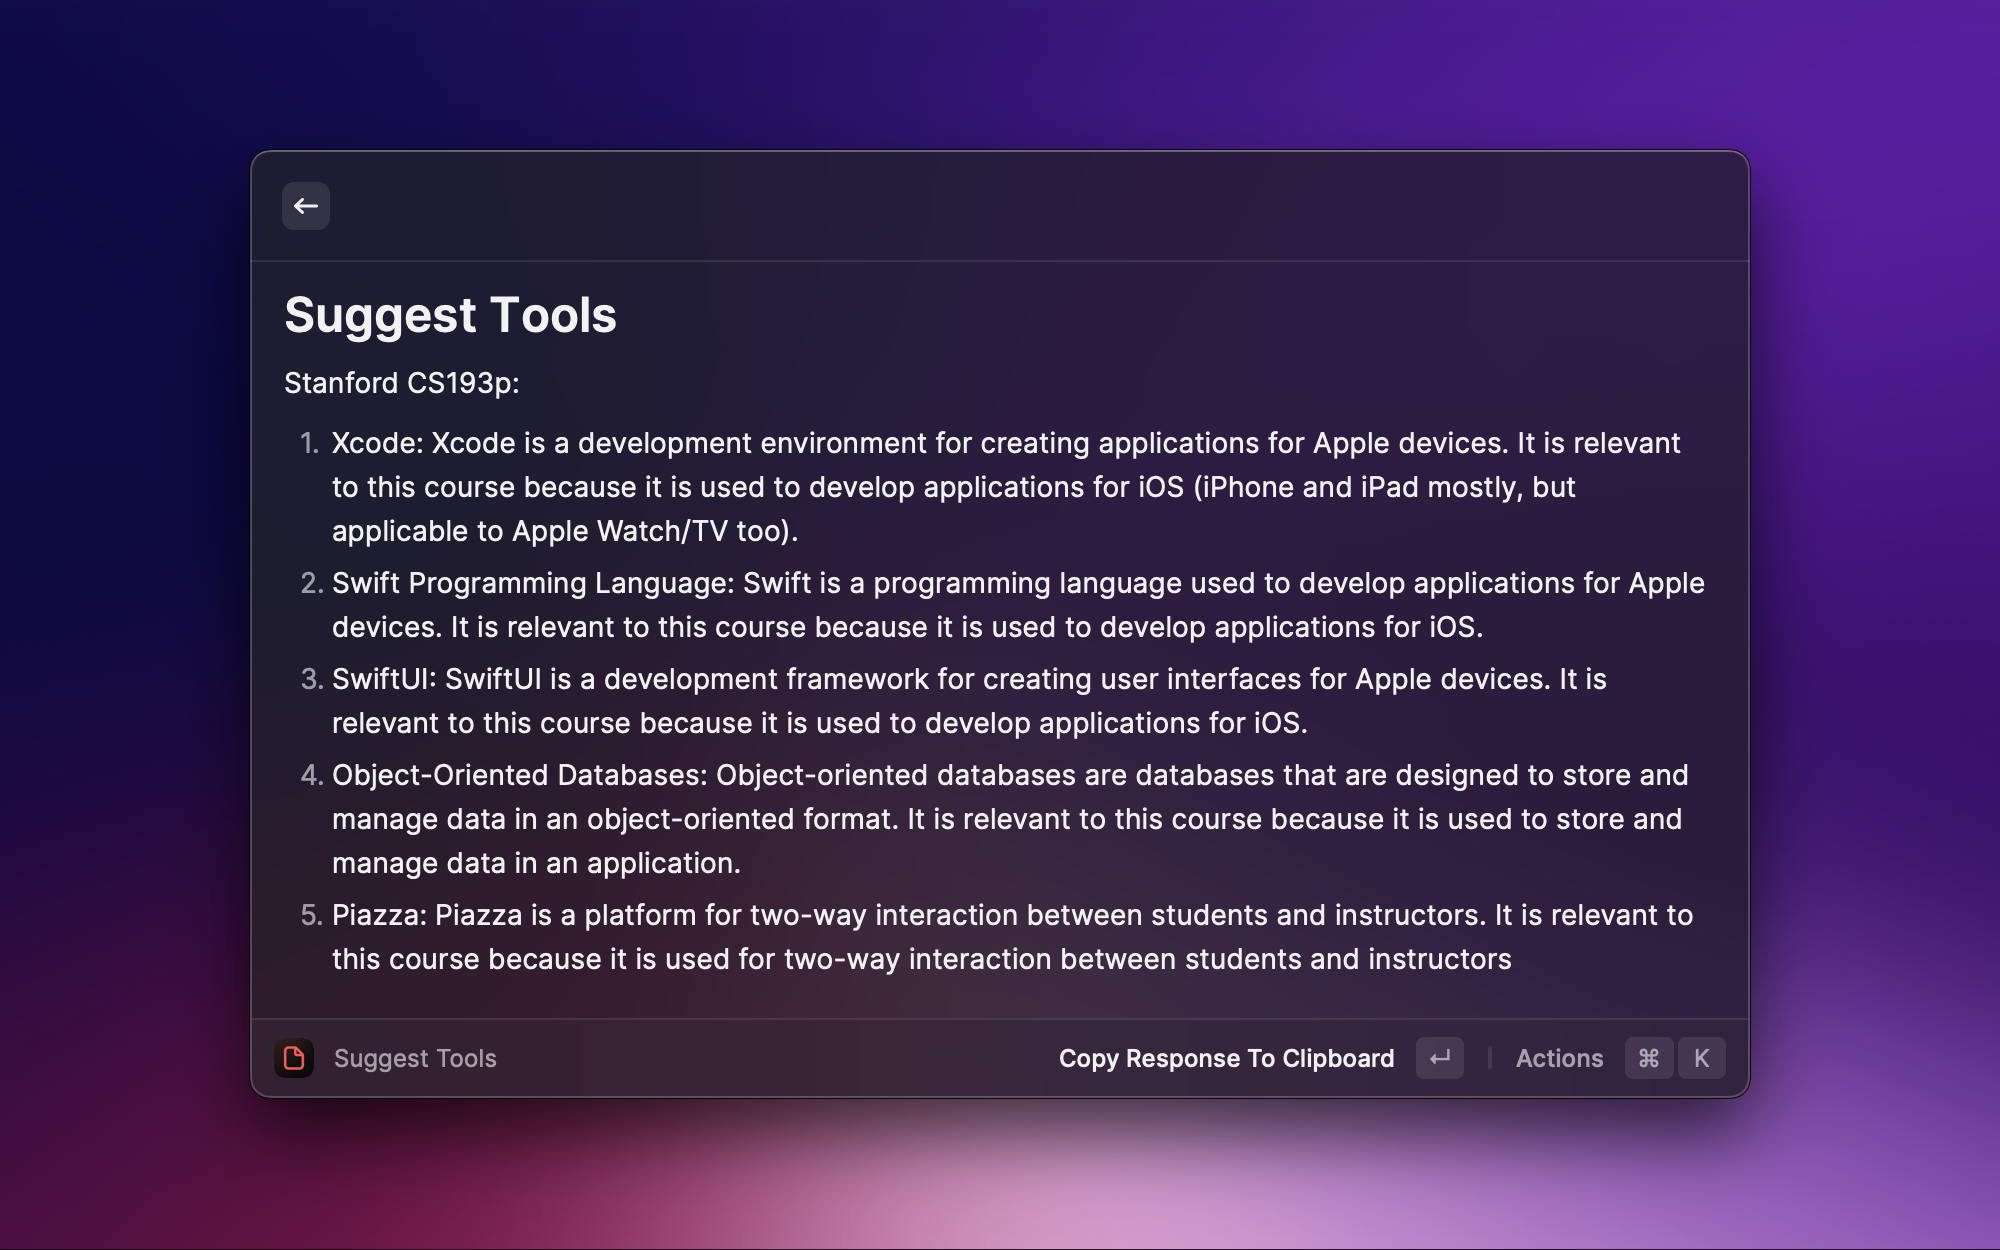 Suggest Tools
Stanford CS193p:
1. Xcode: Xcode is a development environment for creating applications for Apple devices. It is relevant
to this course because it is used to develop applications for iOS (iPhone and iPad mostly, but
applicable to Apple Watch/TV too).
2. Swift Programming Language: Swift is a programming language used to develop applications for Apple
devices. It is relevant to this course because it is used to develop applications for iOS.
3. SwiftUI: SwiftUI is a development framework for creating user interfaces for Apple devices. It is
relevant to this course because it is used to develop applications for iOS.
4. Object-Oriented Databases: Object-oriented databases are databases that are designed to store and
manage data in an object-oriented format. It is relevant to this course because it is used to store and
manage data in an application.
5. Piazza: Piazza is a platform for two-way interaction between students and instructors. It is relevant to
this course because it is used for two-way interaction between students and instructors
Suggest Tools Copy Response To Clipboard ↵ Actions ⌘ K